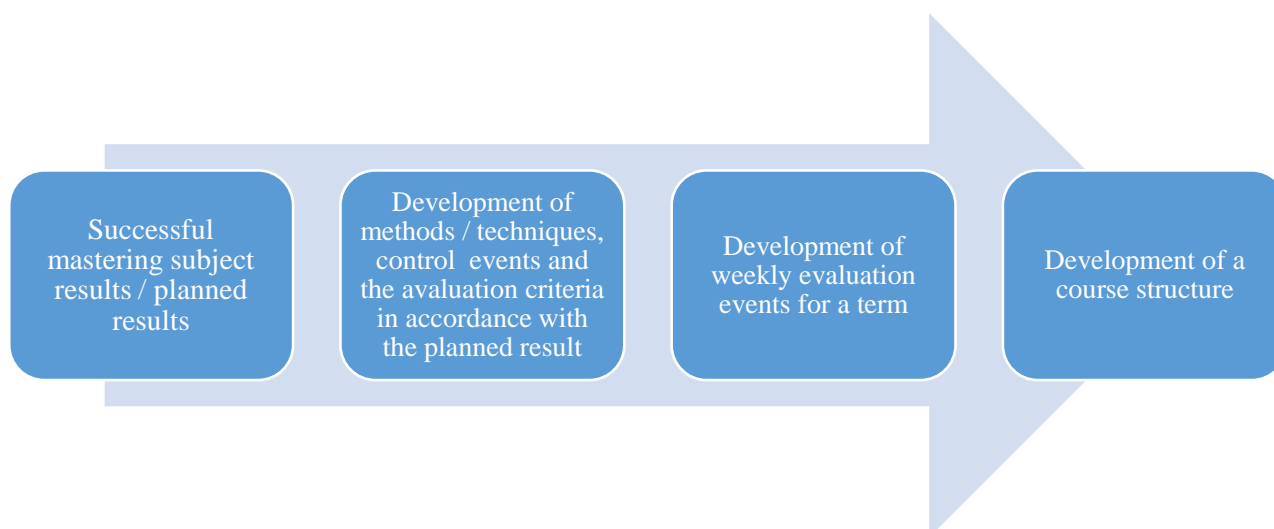 Successful
mastering subject
results / planned
results
Development of
methods / techniques,
control events and
the avaluation criteria
in accordance with
the planned result
Development of
weekly evaluation
events for a term
Development of a
course structure